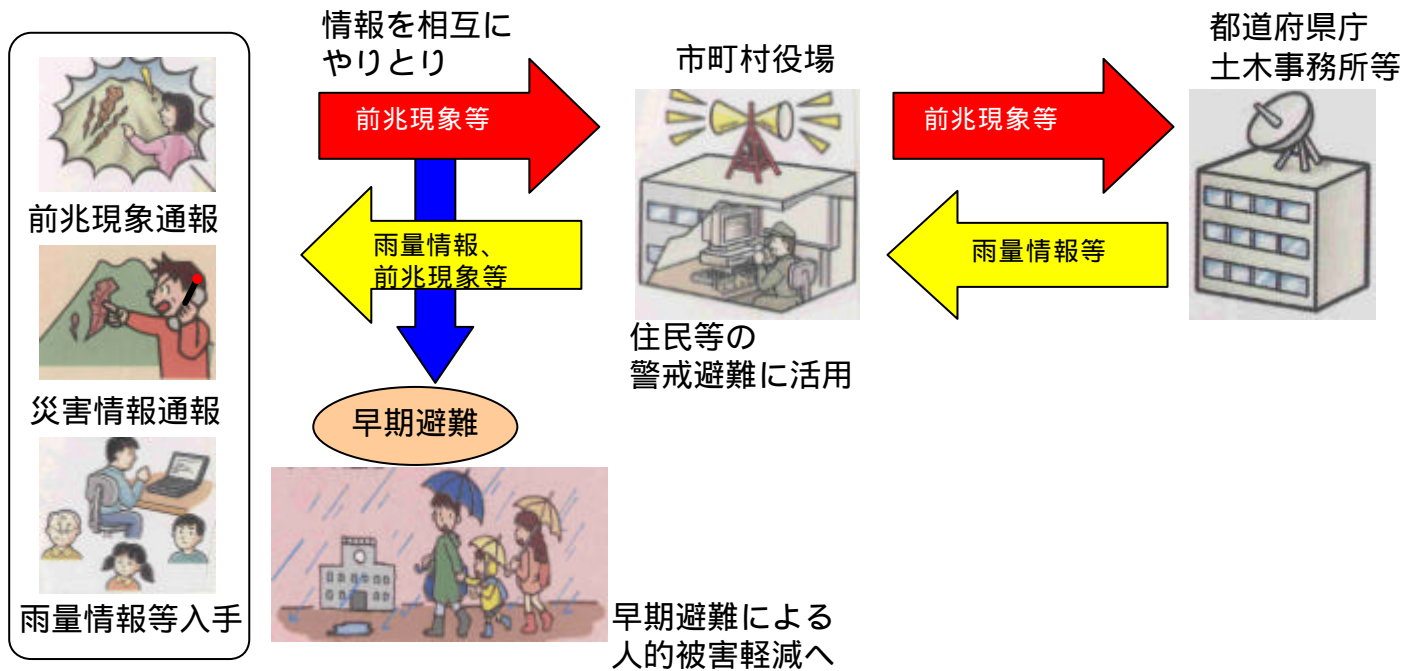 情報を相互に
やりとり
市町村役場
都道府県庁
土木事務所等
前兆現象等
前兆現象等
前兆現象通報
雨量情報、
前兆現象等
雨量情報等
住民等の
警戒避難に活用
災害情報通報
早期避難
雨量情報等入手
早期避難による
人的被害軽減へ